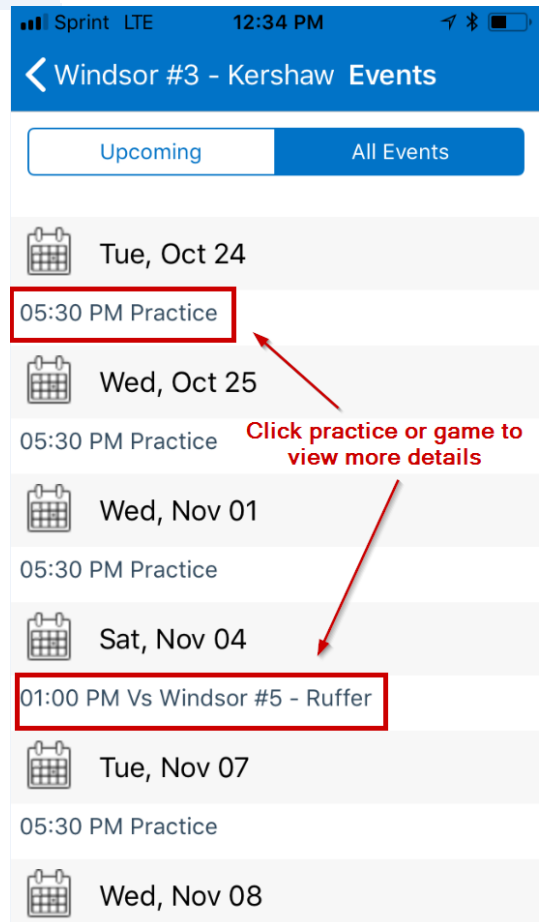 Sprint LTE 12:34 PM
Windsor #3 - Kershaw Events
Upcoming All Events
Tue, Oct 24
05:30 PM Practice
Wed, Oct 25
05:30 PM Practice
Click practice or game to
view more details
Wed, Nov 01
05:30 PM Practice
Sat, Nov 04
01:00 PM Vs Windsor #5 - Ruffer
Tue, Nov 07
05:30 PM Practice
Wed, Nov 08